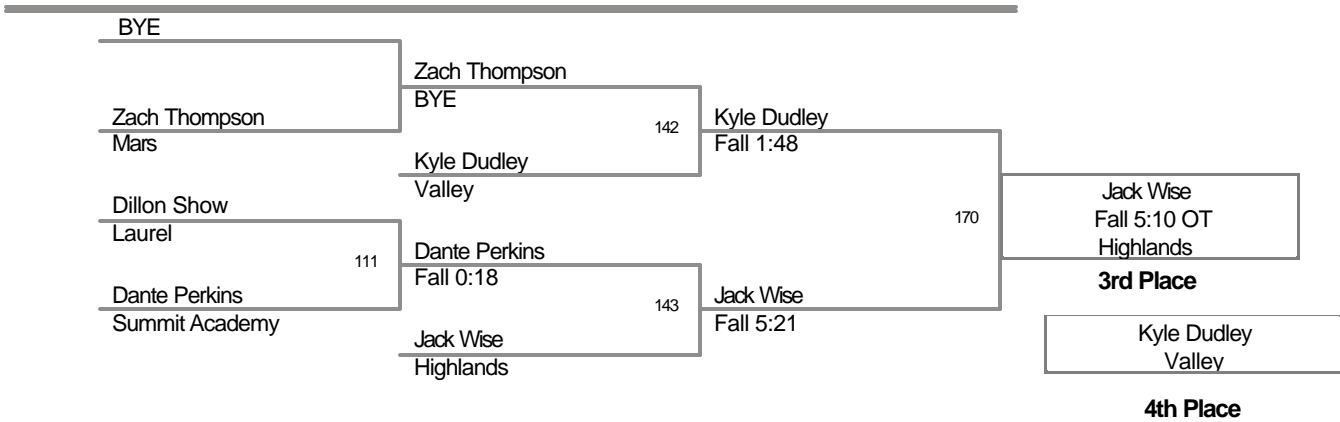 BYE
Zach Thompson
BYE
Zach Thompson
Mars
142
Kyle Dudley
Fall 1:48
Kyle Dudley
Valley
Dillon Show
Laurel
111
Dante Perkins
Fall 0:18
Dante Perkins
Summit Academy
143
Jack Wise
Fall 5:21
Jack Wise
Highlands
170
Jack Wise
Fall 5:10 OT
Highlands
3rd Place
Kyle Dudley
Valley
4th Place